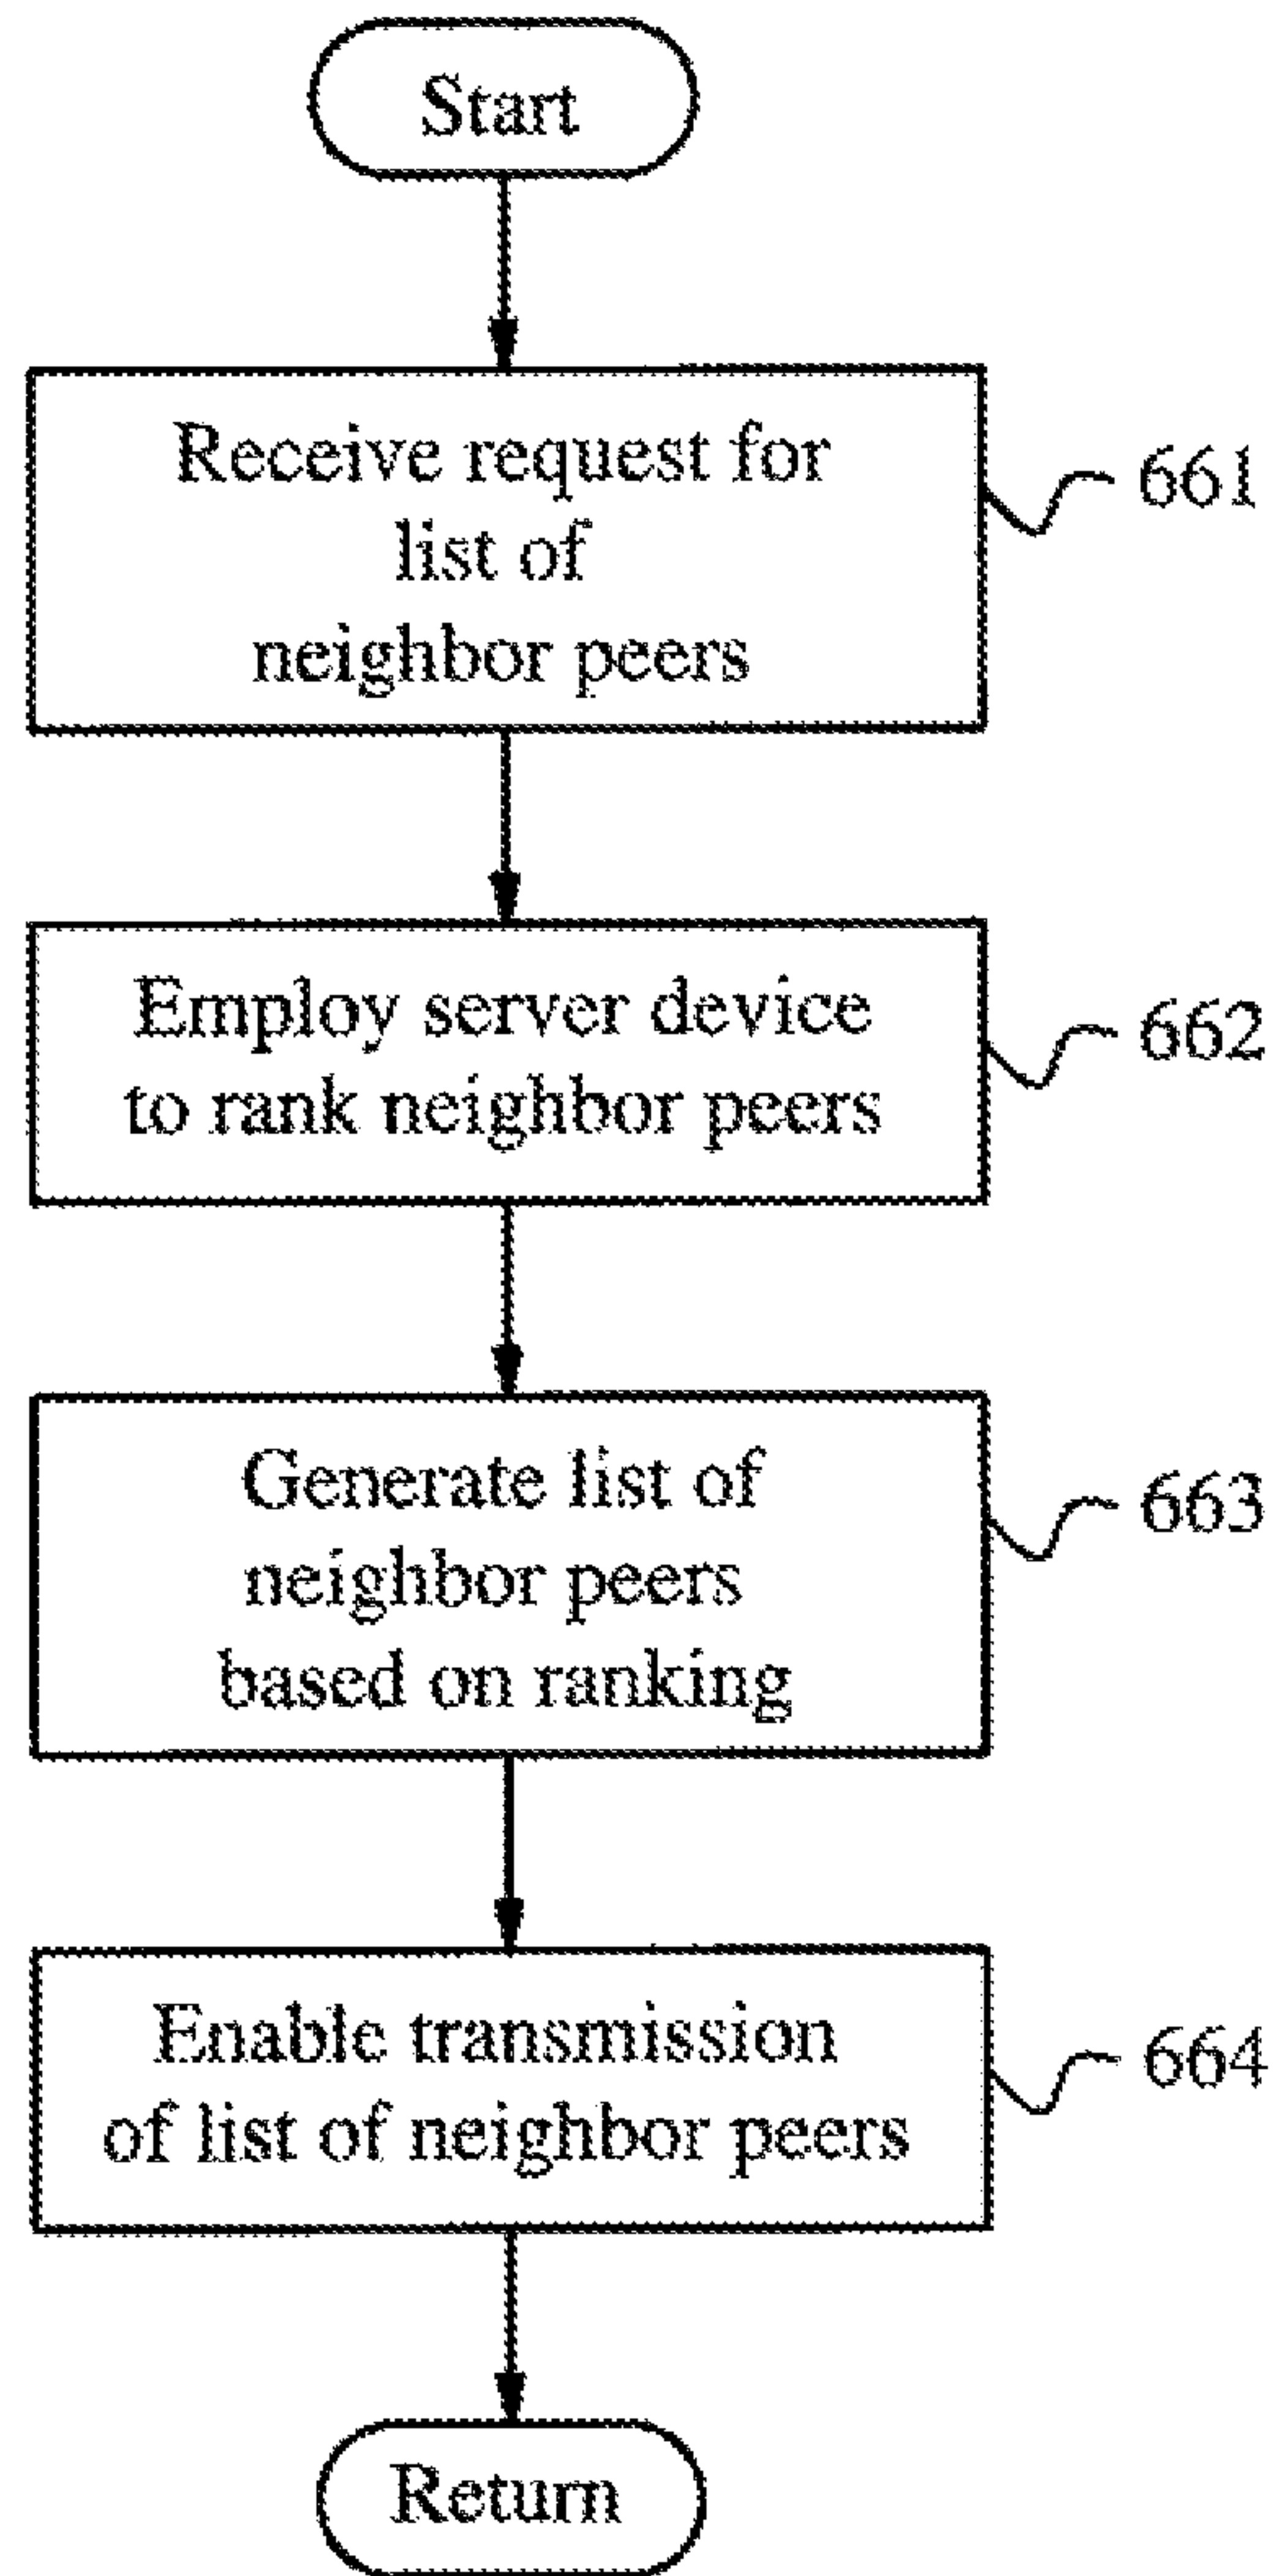 Start
Receive request for
list of
neighbor peers
661
Employ server device
to rank neighbor peers
662
Generate list of
neighbor peers
based on ranking
663
Enable transmission
of list of neighbor peers
664
Return